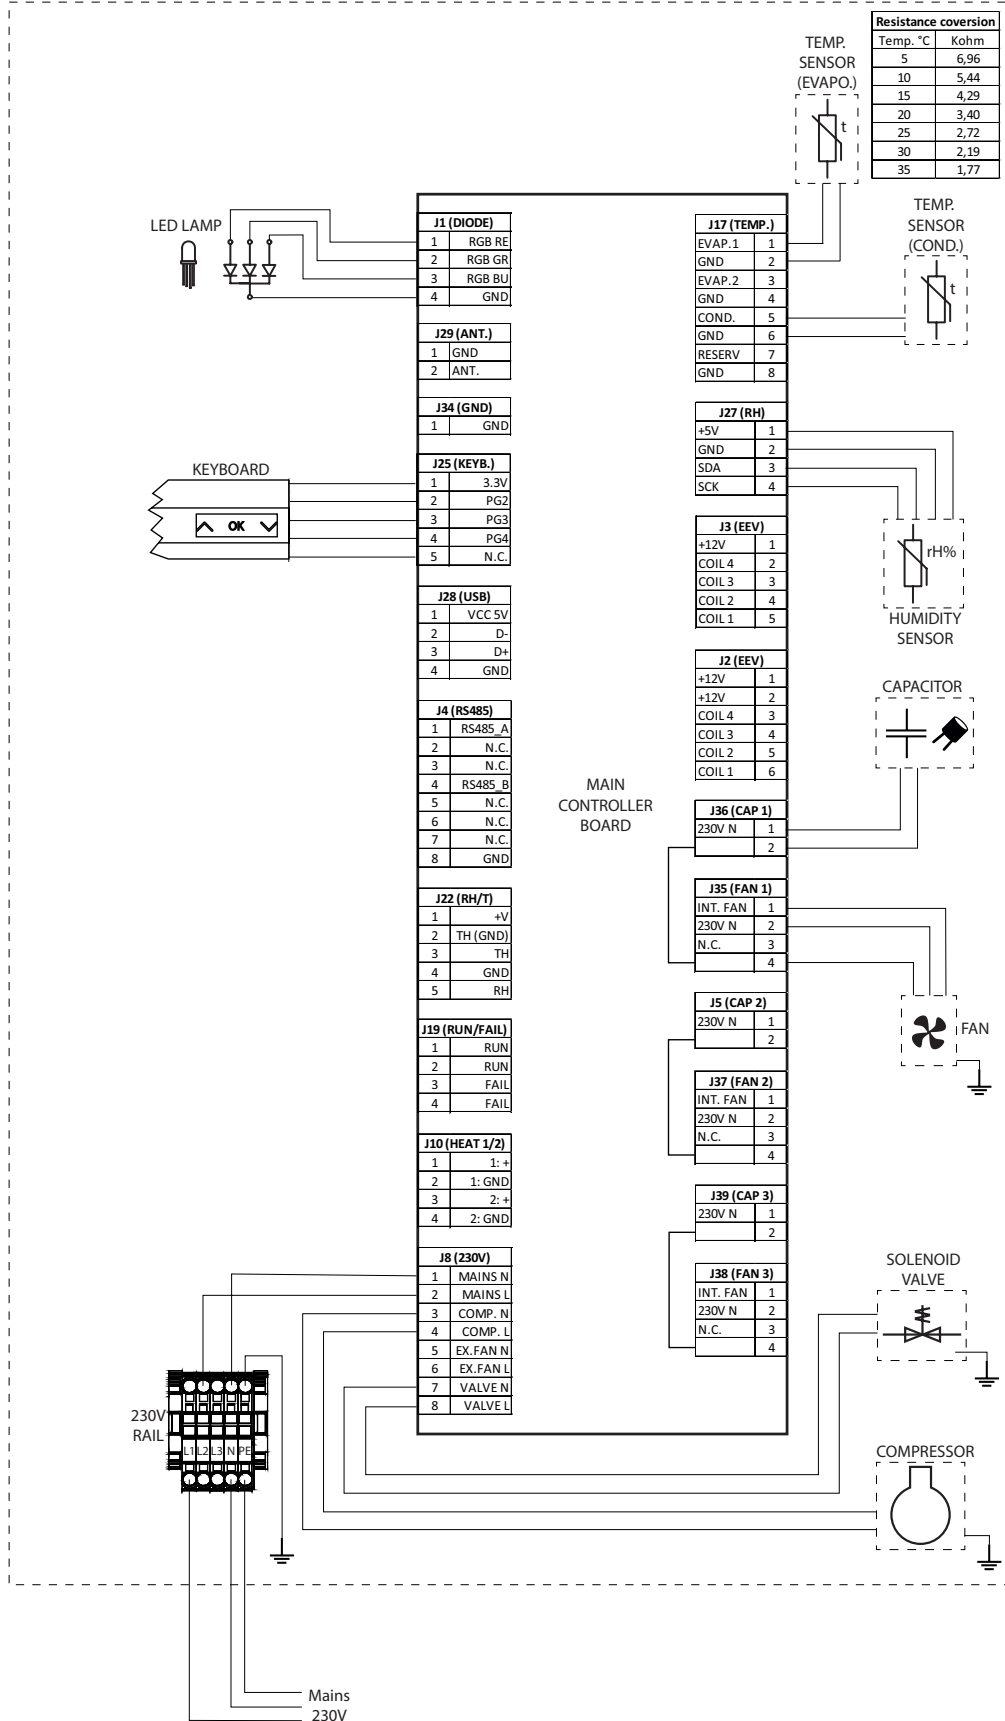 Resistance coversion
Temp. °C Kohm
5 6,96
10 5,44
15 4,29
20 3,40
25 2,72
30 2,19
35 1,77
TEMP.
SENSOR
(EVAPO.)
t
TEMP.
SENSOR
(COND.)
t
LED LAMP
J1 (DIODE)
1 RGB RE
2 RGB GR
3 RGB BU
4 GND
J29 (ANT.)
1 GND
2 ANT.
J34 (GND)
1 GND
KEYBOARD
OK
J25 (KEYB.)
1 3.3V
2 PG2
3 PG3
4 PG4
5 N.C.
J28 (USB)
1 VCC 5V
2 D-
3 D+
4 GND
J4 (RS485)
1 RS485_A
2 N.C.
3 N.C.
4 RS485_B
5 N.C.
6 N.C.
7 N.C.
8 GND
J22 (RH/T)
1 +V
2 TH (GND)
3 TH
4 GND
5 RH
J19 (RUN/FAIL)
1 RUN
2 RUN
3 FAIL
4 FAIL
J10 (HEAT 1/2)
1 1: +
2 1: GND
3 2: +
4 2: GND
J8 (230V)
1 MAINS N
2 MAINS L
3 COMP. N
4 COMP. L
5 EX.FAN N
6 EX.FAN L
7 VALVE N
8 VALVE L
MAIN
CONTROLLER
BOARD
J17 (TEMP.)
EVAP.1 1
GND 2
EVAP.2 3
GND 4
COND. 5
GND 6
RESERV 7
GND 8
J27 (RH)
+5V 1
GND 2
SDA 3
SCK 4
rH%
HUMIDITY
SENSOR
J3 (EEV)
+12V 1
COIL 4 2
COIL 3 3
COIL 2 4
COIL 1 5
J2 (EEV)
+12V 1
+12V 2
COIL 4 3
COIL 3 4
COIL 2 5
COIL 1 6
CAPACITOR
J36 (CAP 1)
230V N 1
2
J35 (FAN 1)
INT. FAN 1
230V N 2
N.C. 3
4
FAN
J5 (CAP 2)
230V N 1
2
J37 (FAN 2)
INT. FAN 1
230V N 2
N.C. 3
4
J39 (CAP 3)
230V N 1
2
J38 (FAN 3)
INT. FAN 1
230V N 2
N.C. 3
4
SOLENOID
VALVE
COMPRESSOR
230V
RAIL
L1 L2 L3 N PE
Mains
230V